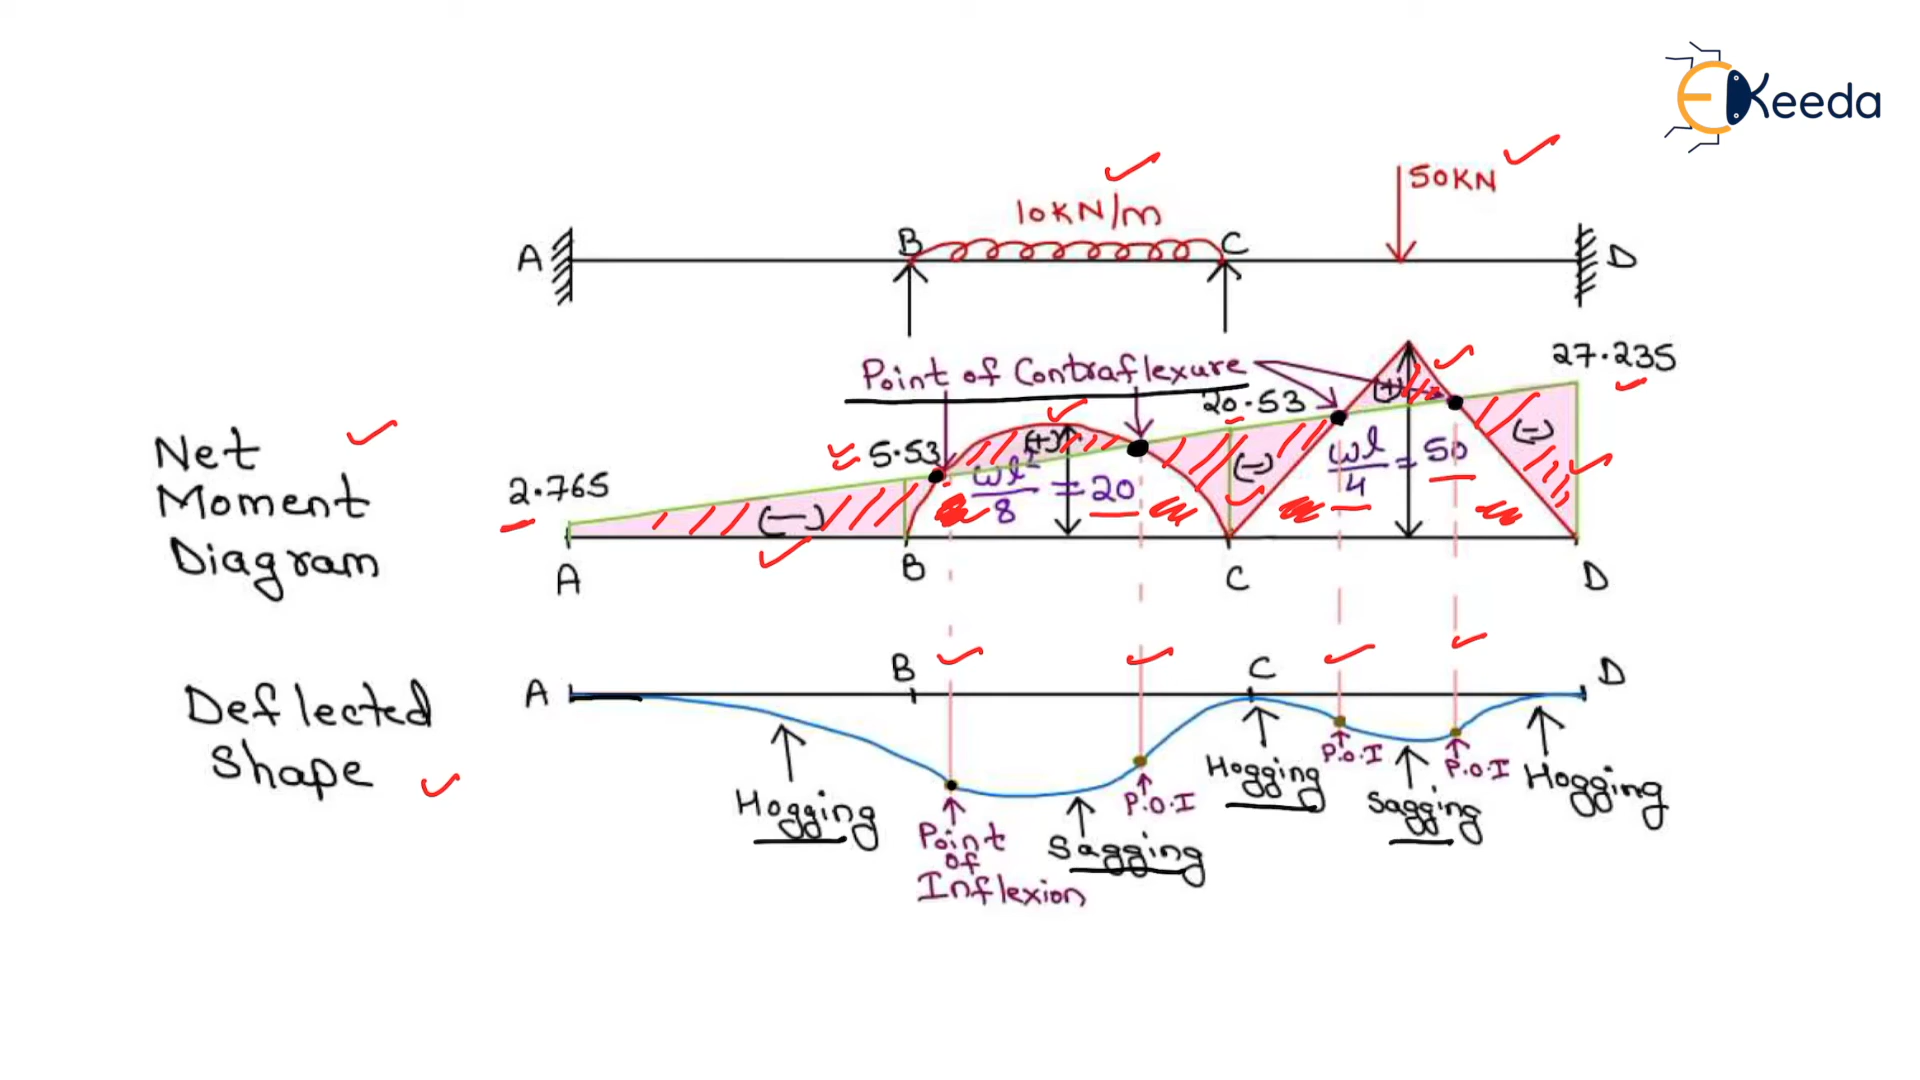 EKeeda
10KN/m
50KN
A
B
C
D
Point of Contraflexure
27.235
20.53
5.53
2.765
Net
Moment
Diagram
(-)
(+)
wl²/8 = 20
(-)
wl/4 = 50
(+)
(-)
A
B
C
D
Deflected
Shape
A
B
C
D
Hogging
Point
of
Inflexion
Sagging
P.O.I
Hogging
P.O.I
Sagging
P.O.I
Hogging